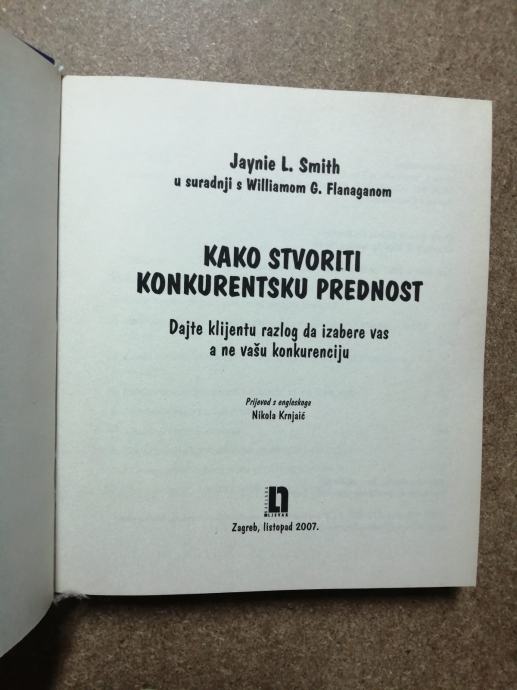 Jaynie L. Smith
u suradnji s Williamom G. Flanaganom
KAKO STVORITI
KONKURENTSKU PREDNOST
Dajte klijentu razlog da izabere vas
a ne vašu konkurenciju
Prijevod s engleskoga
Nikola Krnjaić
LJEVAK
Zagreb, listopad 2007.